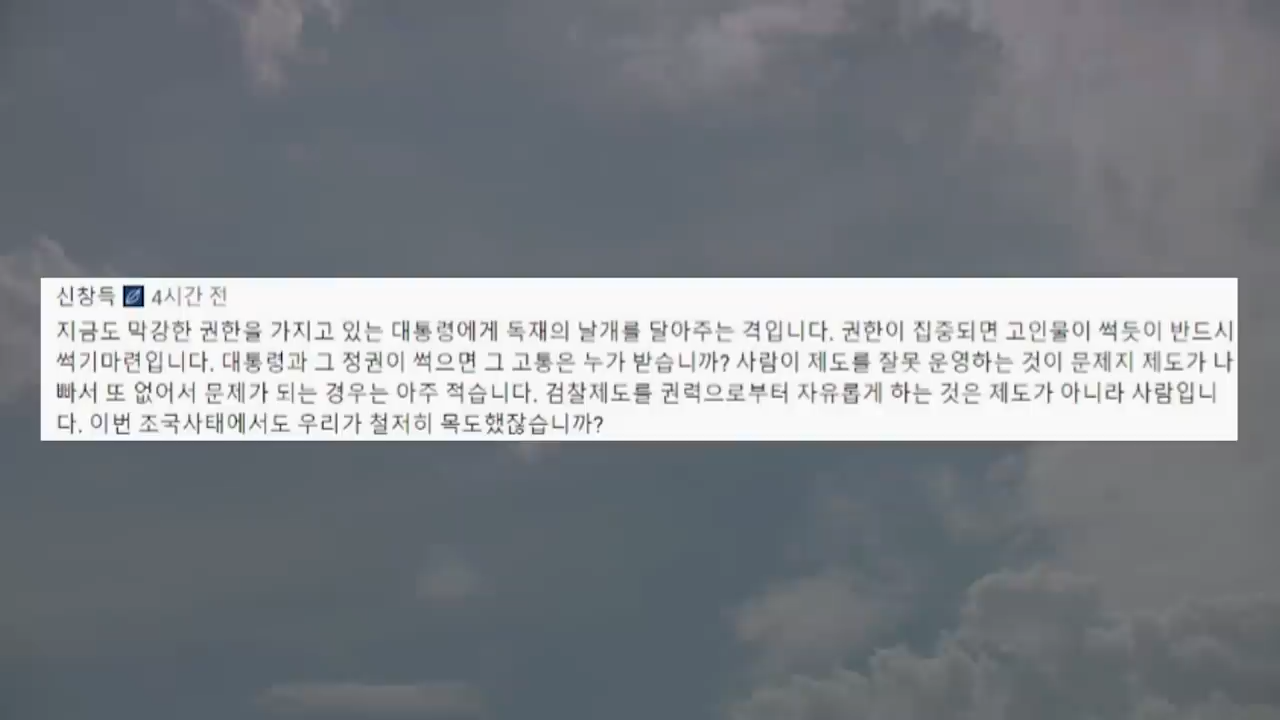 신창득 4시간 전
지금도 막강한 권한을 가지고 있는 대통령에게 독재의 날개를 달아주는 격입니다. 권한이 집중되면 고인물이 썩듯이 반드시
썩기마련입니다. 대통령과 그 정권이 썩으면 그 고통은 누가 받습니까? 사람이 제도를 잘못 운영하는 것이 문제지 제도가 나
빠서 또 없어서 문제가 되는 경우는 아주 적습니다. 검찰제도를 권력으로부터 자유롭게 하는 것은 제도가 아니라 사람입니
다. 이번 조국사태에서도 우리가 철저히 목도했잖습니까?